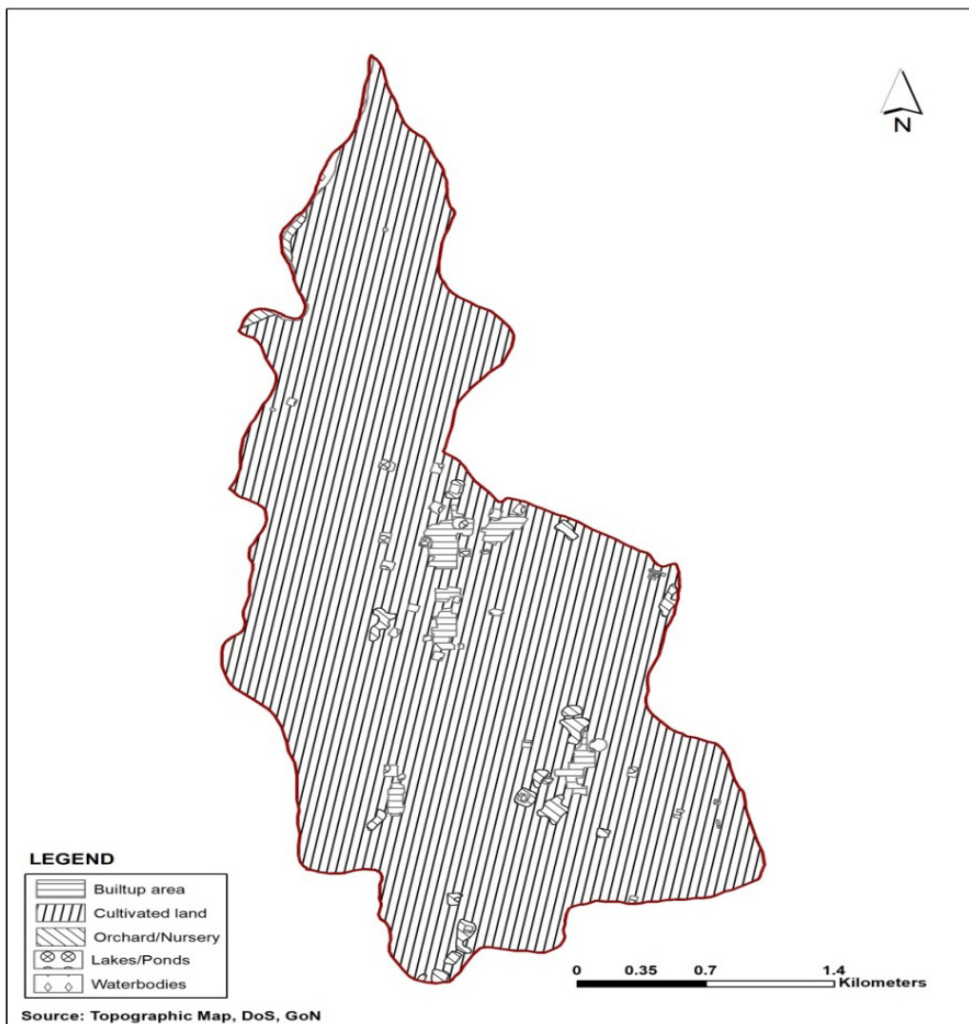 N
LEGEND
Builtup area
Cultivated land
Orchard/Nursery
Lakes/Ponds
Waterbodies
0 0.35 0.7 1.4
Kilometers
Source: Topographic Map, DoS, GoN